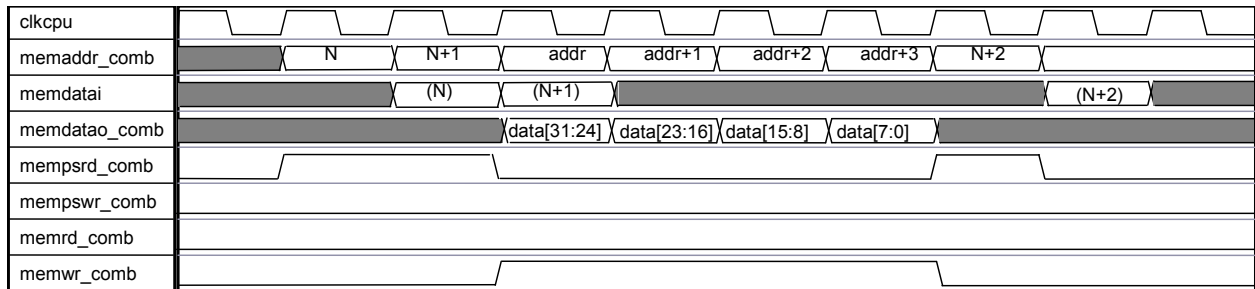 clkcpu
memaddr_comb N N+1 addr addr+1 addr+2 addr+3 N+2
memdatai (N) (N+1) (N+2)
memdatao_comb data[31:24] data[23:16] data[15:8] data[7:0]
mempsrd_comb
mempswr_comb
memrd_comb
memwr_comb